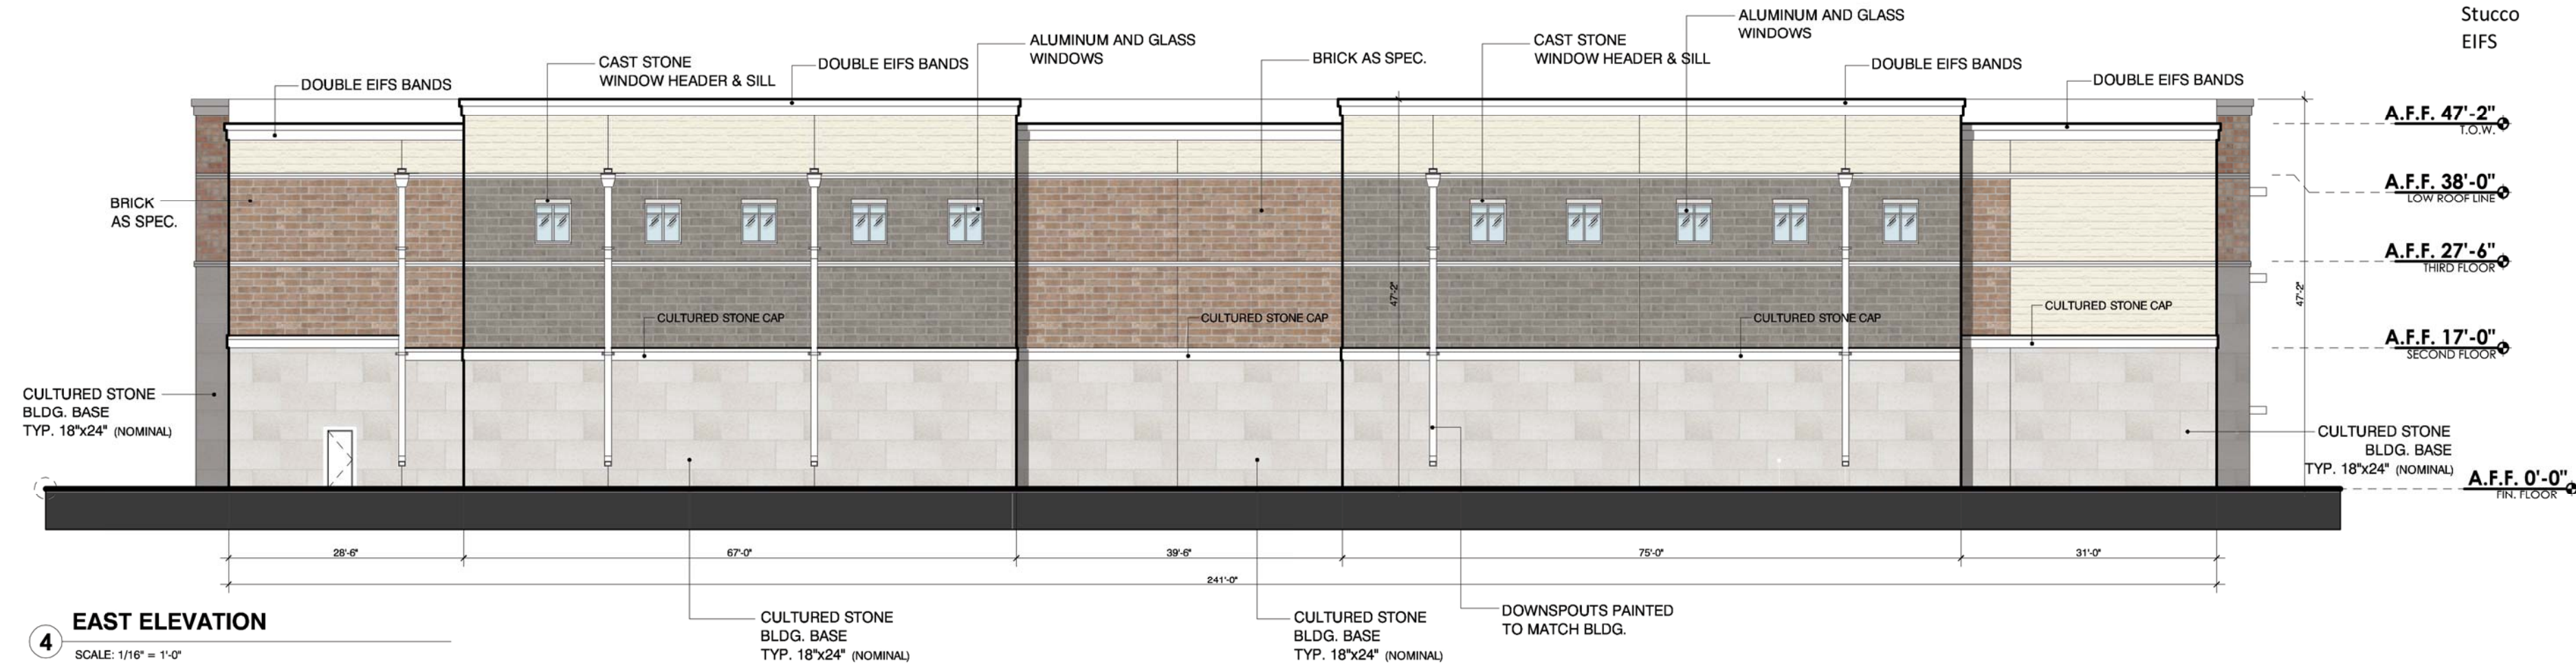 Stucco
EIFS
ALUMINUM AND GLASS
WINDOWS
ALUMINUM AND GLASS
WINDOWS
CAST STONE
WINDOW HEADER & SILL
BRICK AS SPEC.
CAST STONE
WINDOW HEADER & SILL
DOUBLE EIFS BANDS
DOUBLE EIFS BANDS
DOUBLE EIFS BANDS
DOUBLE EIFS BANDS
A.F.F. 47'-2"
T.O.W.
A.F.F. 38'-0"
LOW ROOF LINE
BRICK
AS SPEC.
A.F.F. 27'-6"
THIRD FLOOR
47'-2"
47'-2"
CULTURED STONE CAP
CULTURED STONE CAP
CULTURED STONE CAP
CULTURED STONE CAP
A.F.F. 17'-0"
SECOND FLOOR
CULTURED STONE
BLDG. BASE
TYP. 18"x24" (NOMINAL)
CULTURED STONE
BLDG. BASE
TYP. 18"x24" (NOMINAL)
A.F.F. 0'-0"
FIN. FLOOR
28'-6"
67'-0"
39'-6"
75'-0"
31'-0"
241'-0"
CULTURED STONE
BLDG. BASE
TYP. 18"x24" (NOMINAL)
CULTURED STONE
BLDG. BASE
TYP. 18"x24" (NOMINAL)
DOWNSPOUTS PAINTED
TO MATCH BLDG.
4
EAST ELEVATION
SCALE: 1/16" = 1'-0"